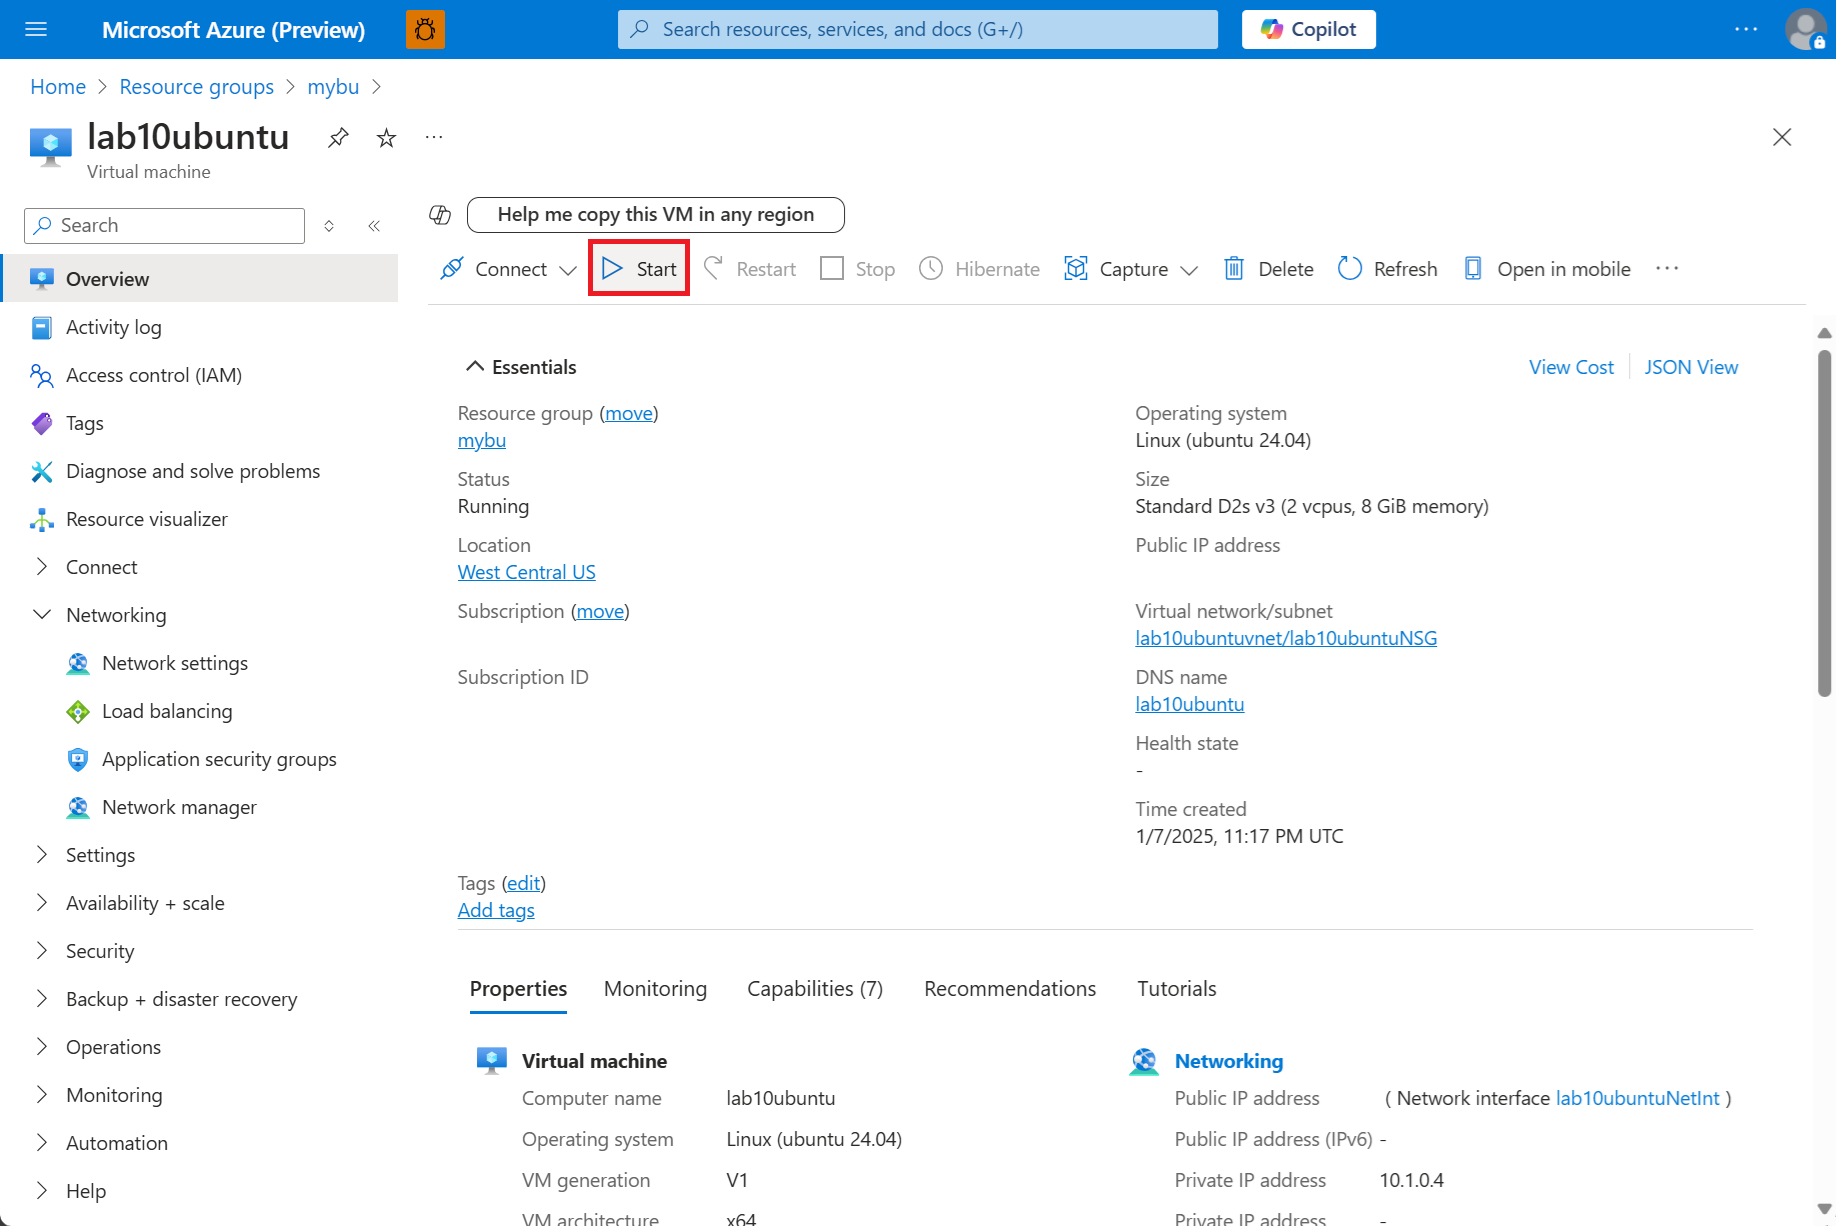 Microsoft Azure (Preview)
Search resources, services, and docs (G+/)
Copilot
Home > Resource groups > mybu >
lab10ubuntu
Virtual machine
Search
Overview
Activity log
Access control (IAM)
Tags
Diagnose and solve problems
Resource visualizer
Connect
Networking
Network settings
Load balancing
Application security groups
Network manager
Settings
Availability + scale
Security
Backup + disaster recovery
Operations
Monitoring
Automation
Help
Help me copy this VM in any region
Connect Start Restart Stop Hibernate Capture Delete Refresh Open in mobile
Essentials
View Cost JSON View
Resource group (move)
mybu
Status
Running
Location
West Central US
Subscription (move)
Subscription ID
Operating system
Linux (ubuntu 24.04)
Size
Standard D2s v3 (2 vcpus, 8 GiB memory)
Public IP address
Virtual network/subnet
lab10ubuntuvnet/lab10ubuntuNSG
DNS name
lab10ubuntu
Health state
-
Time created
1/7/2025, 11:17 PM UTC
Tags (edit)
Add tags
Properties Monitoring Capabilities (7) Recommendations Tutorials
Virtual machine
Computer name lab10ubuntu
Operating system Linux (ubuntu 24.04)
VM generation V1
VM architecture x64
Networking
Public IP address ( Network interface lab10ubuntuNetInt )
Public IP address (IPv6) -
Private IP address 10.1.0.4
Private IP address -